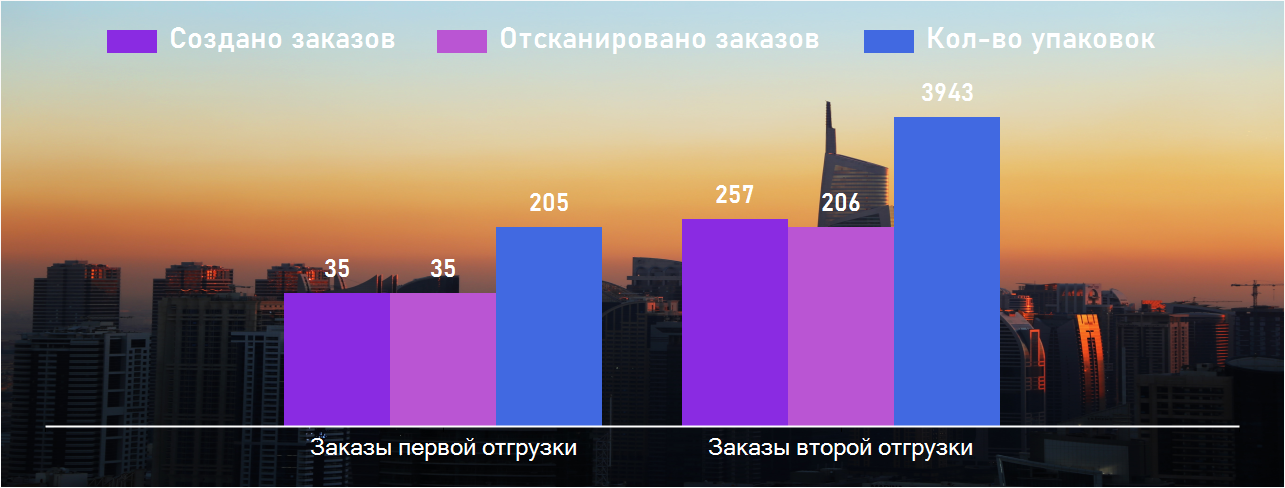 Создано заказов Отсканировано заказов Кол-во упаковок
3943
257 206
205
35 35
Заказы первой отгрузки Заказы второй отгрузки